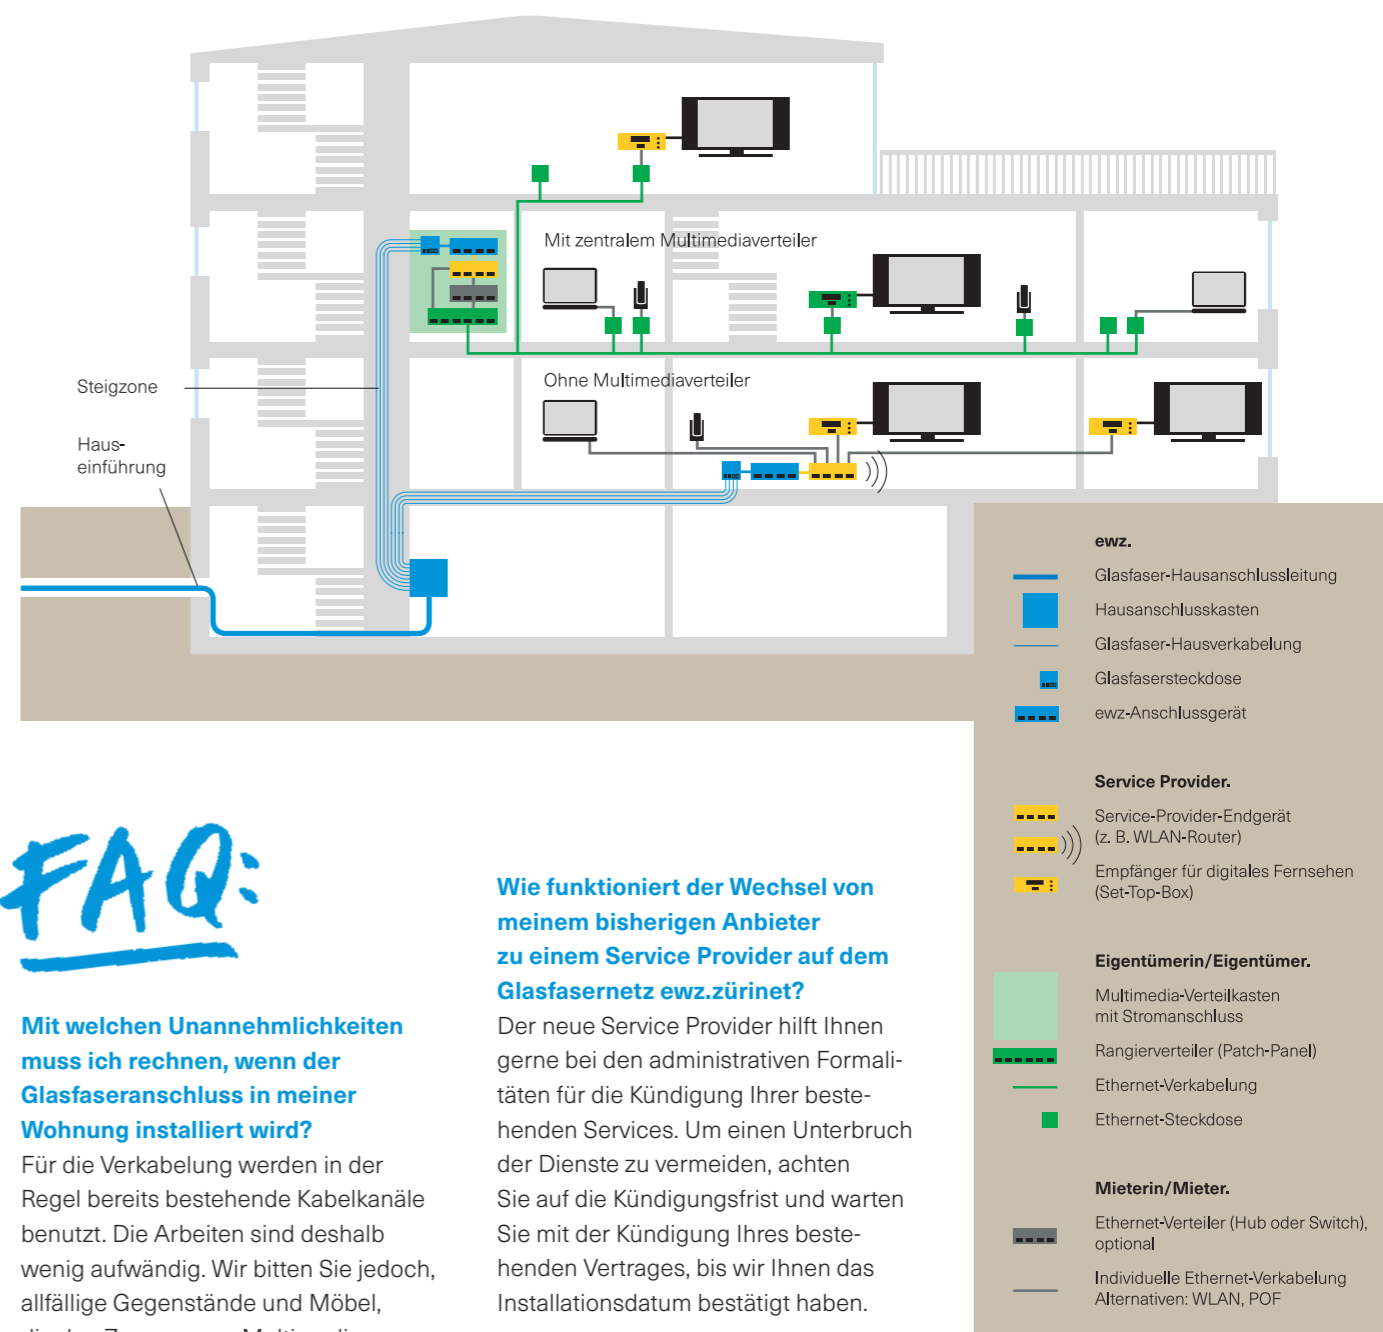 Mit zentralem Multimediaverteiler
Steigzone
Ohne Multimediaverteiler
Haus-
einführung
ewz.
Glasfaser-Hausanschlussleitung
Hausanschlusskasten
Glasfaser-Hausverkabelung
Glasfasersteckdose
ewz-Anschlussgerät
Service Provider.
Service-Provider-Endgerät
(z. B. WLAN-Router)
Empfänger für digitales Fernsehen
(Set-Top-Box)
Eigentümerin/Eigentümer.
Multimedia-Verteilkasten
mit Stromanschluss
Rangierverteiler (Patch-Panel)
Ethernet-Verkabelung
Ethernet-Steckdose
Mieterin/Mieter.
Ethernet-Verteiler (Hub oder Switch),
optional
Individuelle Ethernet-Verkabelung
Alternativen: WLAN, POF
FAQ:
Mit welchen Unannehmlichkeiten
muss ich rechnen, wenn der
Glasfaseranschluss in meiner
Wohnung installiert wird?
Für die Verkabelung werden in der
Regel bereits bestehende Kabelkanäle
benutzt. Die Arbeiten sind deshalb
wenig aufwändig. Wir bitten Sie jedoch,
allfällige Gegenstände und Möbel,
Wie funktioniert der Wechsel von
meinem bisherigen Anbieter
zu einem Service Provider auf dem
Glasfasernetz ewz.zürinet?
Der neue Service Provider hilft Ihnen
gerne bei den administrativen Formali-
täten für die Kündigung Ihrer beste-
henden Services. Um einen Unterbruch
der Dienste zu vermeiden, achten
Sie auf die Kündigungsfrist und warten
Sie mit der Kündigung Ihres beste-
henden Vertrages, bis wir Ihnen das
Installationsdatum bestätigt haben.